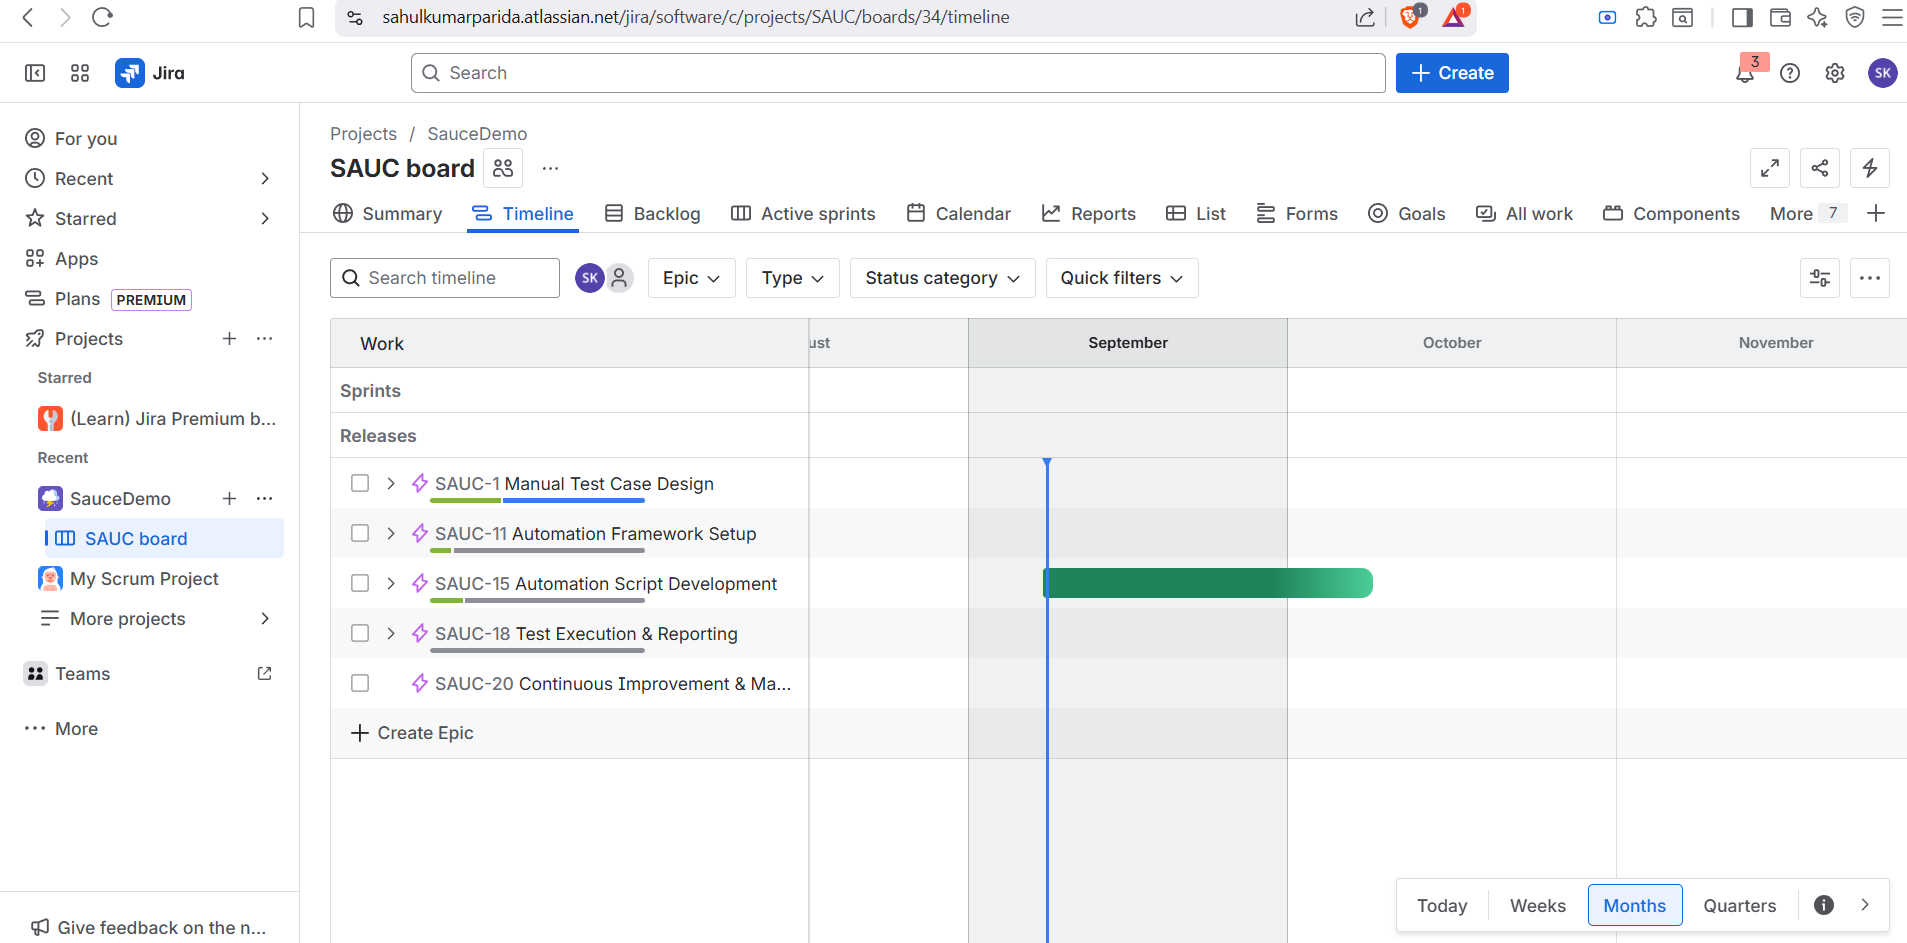 sahulkumarparida.atlassian.net/jira/software/c/projects/SAUC/boards/34/timeline
1
1
Jira
Search
Create
3
SK
For you
Recent
Starred
Apps
Plans PREMIUM
Projects
Starred
(Learn) Jira Premium b...
Recent
SauceDemo
SAUC board
My Scrum Project
More projects
Teams
More
Give feedback on the n...
Projects / SauceDemo
SAUC board
Summary Timeline Backlog Active sprints Calendar Reports List Forms Goals All work Components More 7
Search timeline
SK
Epic Type Status category Quick filters
Work ust September October November
Sprints
Releases
SAUC-1 Manual Test Case Design
SAUC-11 Automation Framework Setup
SAUC-15 Automation Script Development
SAUC-18 Test Execution & Reporting
SAUC-20 Continuous Improvement & Ma...
Create Epic
Today Weeks Months Quarters